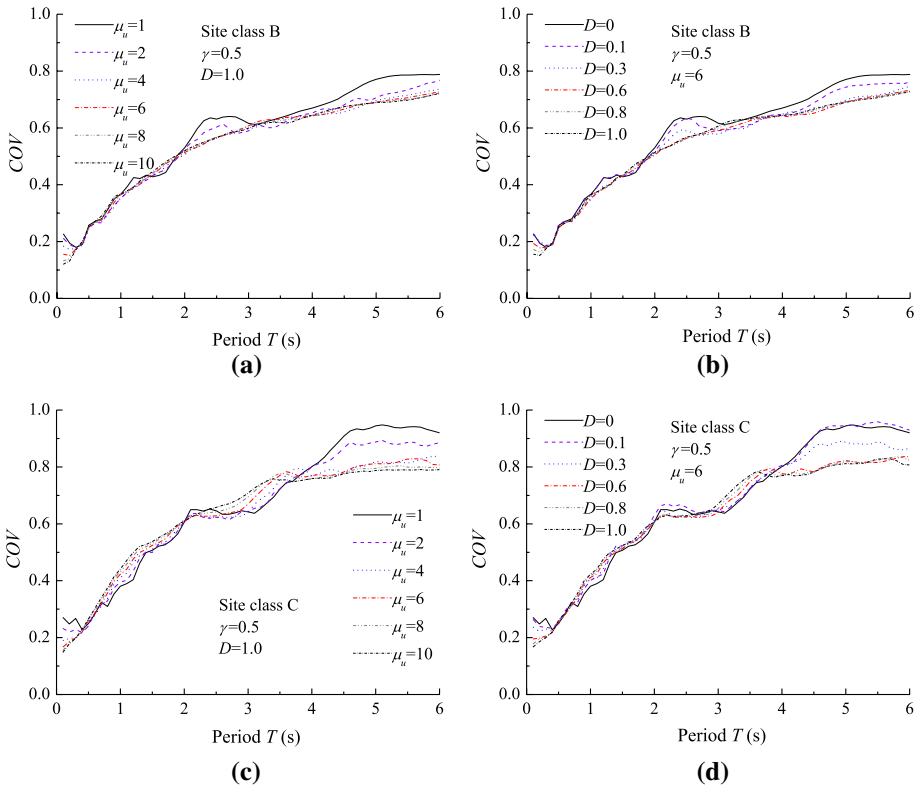 1.0
0.8
0.6
0.4
0.2
0.0
COV
0 1 2 3 4 5 6
Period T (s)
μu=1
μu=2
μu=4
μu=6
μu=8
μu=10
Site class B
γ=0.5
D=1.0
(a)
1.0
0.8
0.6
0.4
0.2
0.0
COV
0 1 2 3 4 5 6
Period T (s)
D=0
D=0.1
D=0.3
D=0.6
D=0.8
D=1.0
Site class B
γ=0.5
μu=6
(b)
1.0
0.8
0.6
0.4
0.2
0.0
COV
0 1 2 3 4 5 6
Period T (s)
Site class C
γ=0.5
D=1.0
μu=1
μu=2
μu=4
μu=6
μu=8
μu=10
(c)
1.0
0.8
0.6
0.4
0.2
0.0
COV
0 1 2 3 4 5 6
Period T (s)
D=0
D=0.1
D=0.3
D=0.6
D=0.8
D=1.0
Site class C
γ=0.5
μu=6
(d)